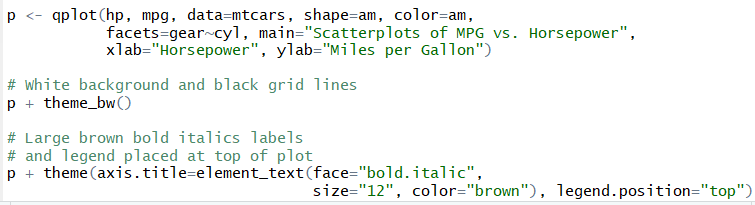 p <- qplot(hp, mpg, data=mtcars, shape=am, color=am,
facets=gear~cyl, main="Scatterplots of MPG vs. Horsepower",
xlab="Horsepower", ylab="Miles per Gallon")
# White background and black grid lines
p + theme_bw()
# Large brown bold italics labels
# and legend placed at top of plot
p + theme(axis.title=element_text(face="bold.italic",
size="12", color="brown"), legend.position="top")